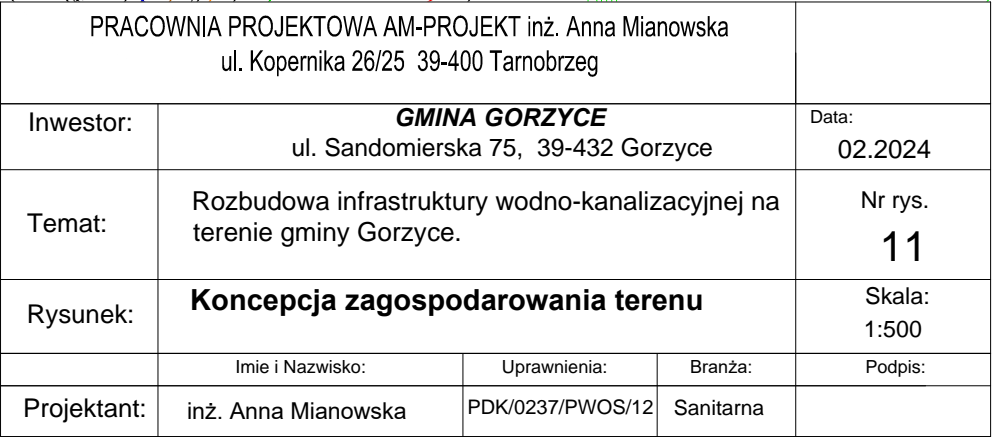 PRACOWNIA PROJEKTOWA AM-PROJEKT inż. Anna Mianowska
ul. Kopernika 26/25 39-400 Tarnobrzeg
Inwestor:
GMINA GORZYCE
ul. Sandomierska 75, 39-432 Gorzyce
Data:
02.2024
Temat:
Rozbudowa infrastruktury wodno-kanalizacyjnej na
terenie gminy Gorzyce.
Nr rys.
11
Rysunek:
Koncepcja zagospodarowania terenu
Skala:
1:500
Imie i Nazwisko:
Uprawnienia:
Branża:
Podpis:
Projektant:
inż. Anna Mianowska
PDK/0237/PWOS/12
Sanitarna